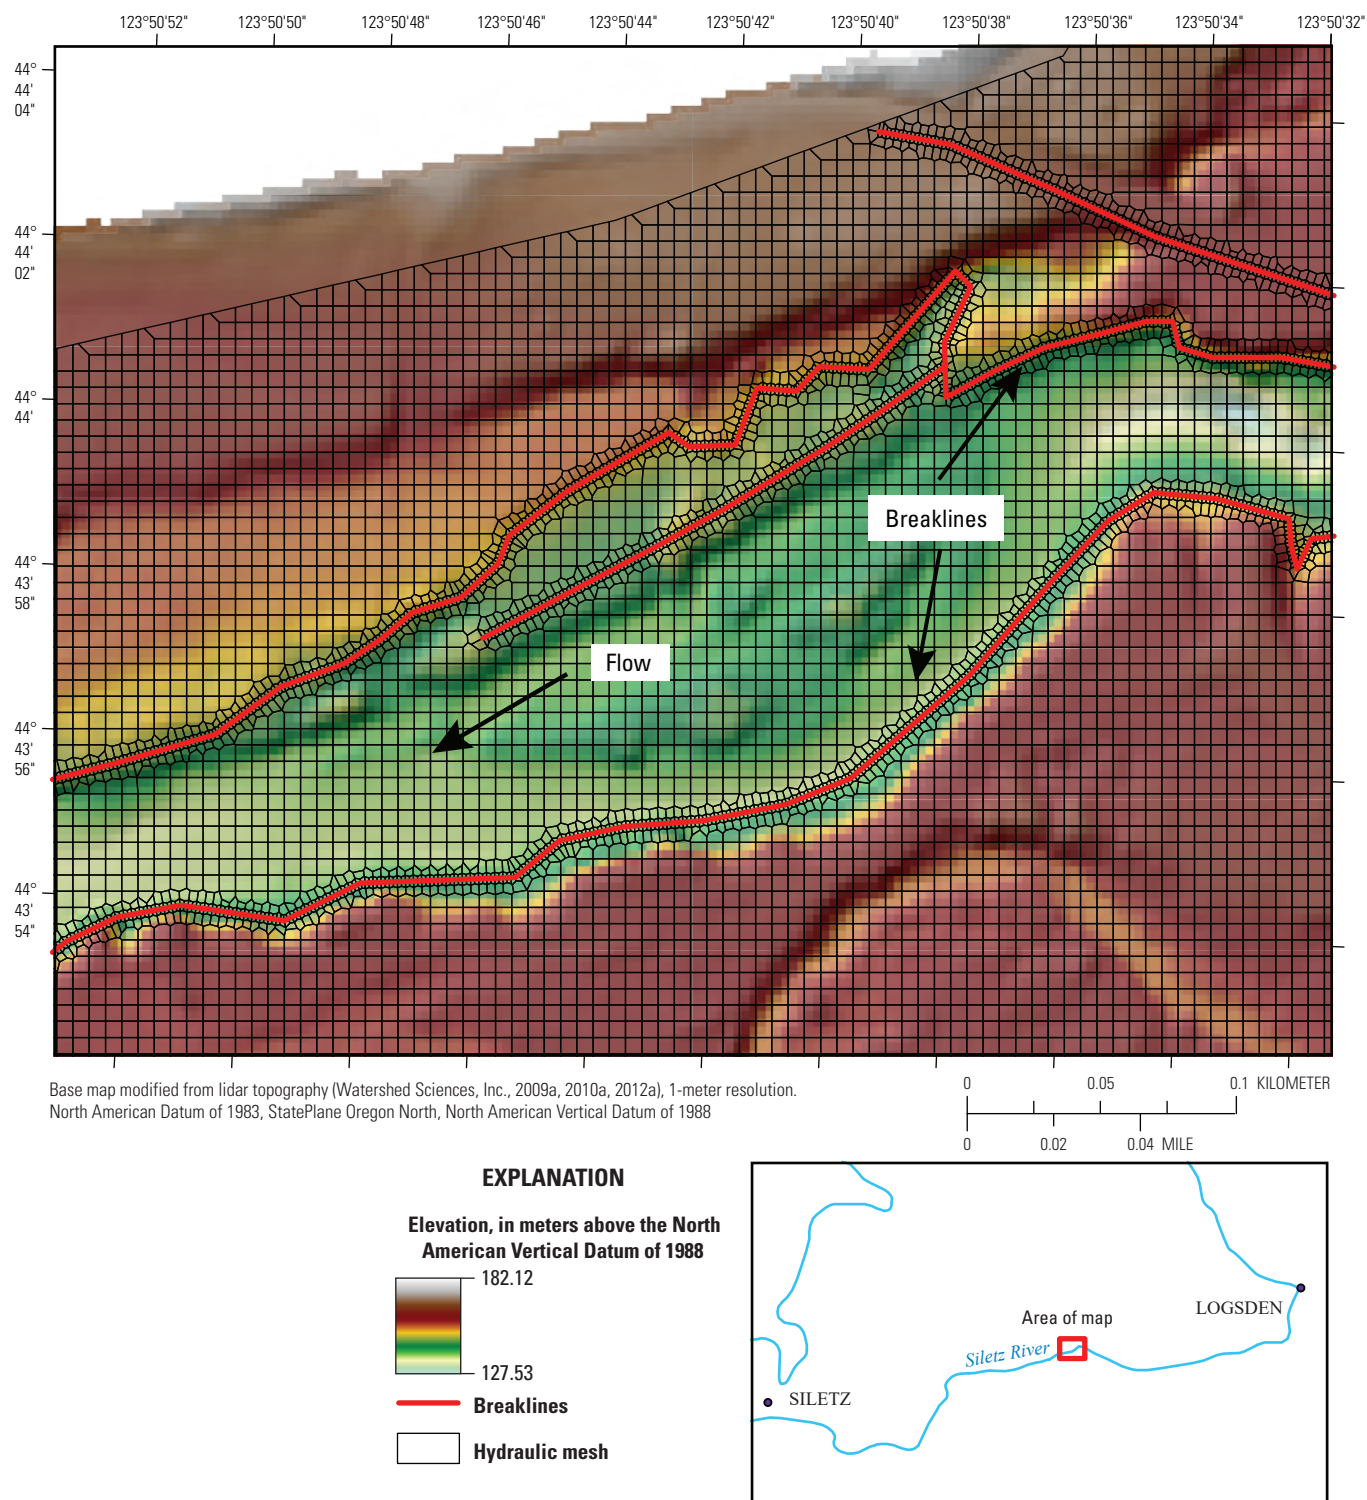 123°50'52" 123°50'50" 123°50'48" 123°50'46" 123°50'44" 123°50'42" 123°50'40" 123°50'38" 123°50'36" 123°50'34" 123°50'32"
44°
44'
04"
44°
44'
02"
44°
44'
44°
43'
58"
44°
43'
56"
44°
43'
54"
Breaklines
Flow
Base map modified from lidar topography (Watershed Sciences, Inc., 2009a, 2010a, 2012a), 1-meter resolution.
North American Datum of 1983, StatePlane Oregon North, North American Vertical Datum of 1988
0 0.05 0.1 KILOMETER
0 0.02 0.04 MILE
EXPLANATION
Elevation, in meters above the North
American Vertical Datum of 1988
182.12
127.53
Breaklines
Hydraulic mesh
LOGSDEN
Area of map
Siletz River
SILETZ